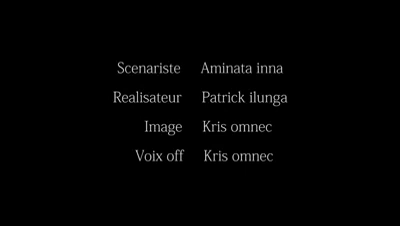 Scenariste Aminata inna
Realisateur Patrick ilunga
Image Kris omnec
Voix off Kris omnec